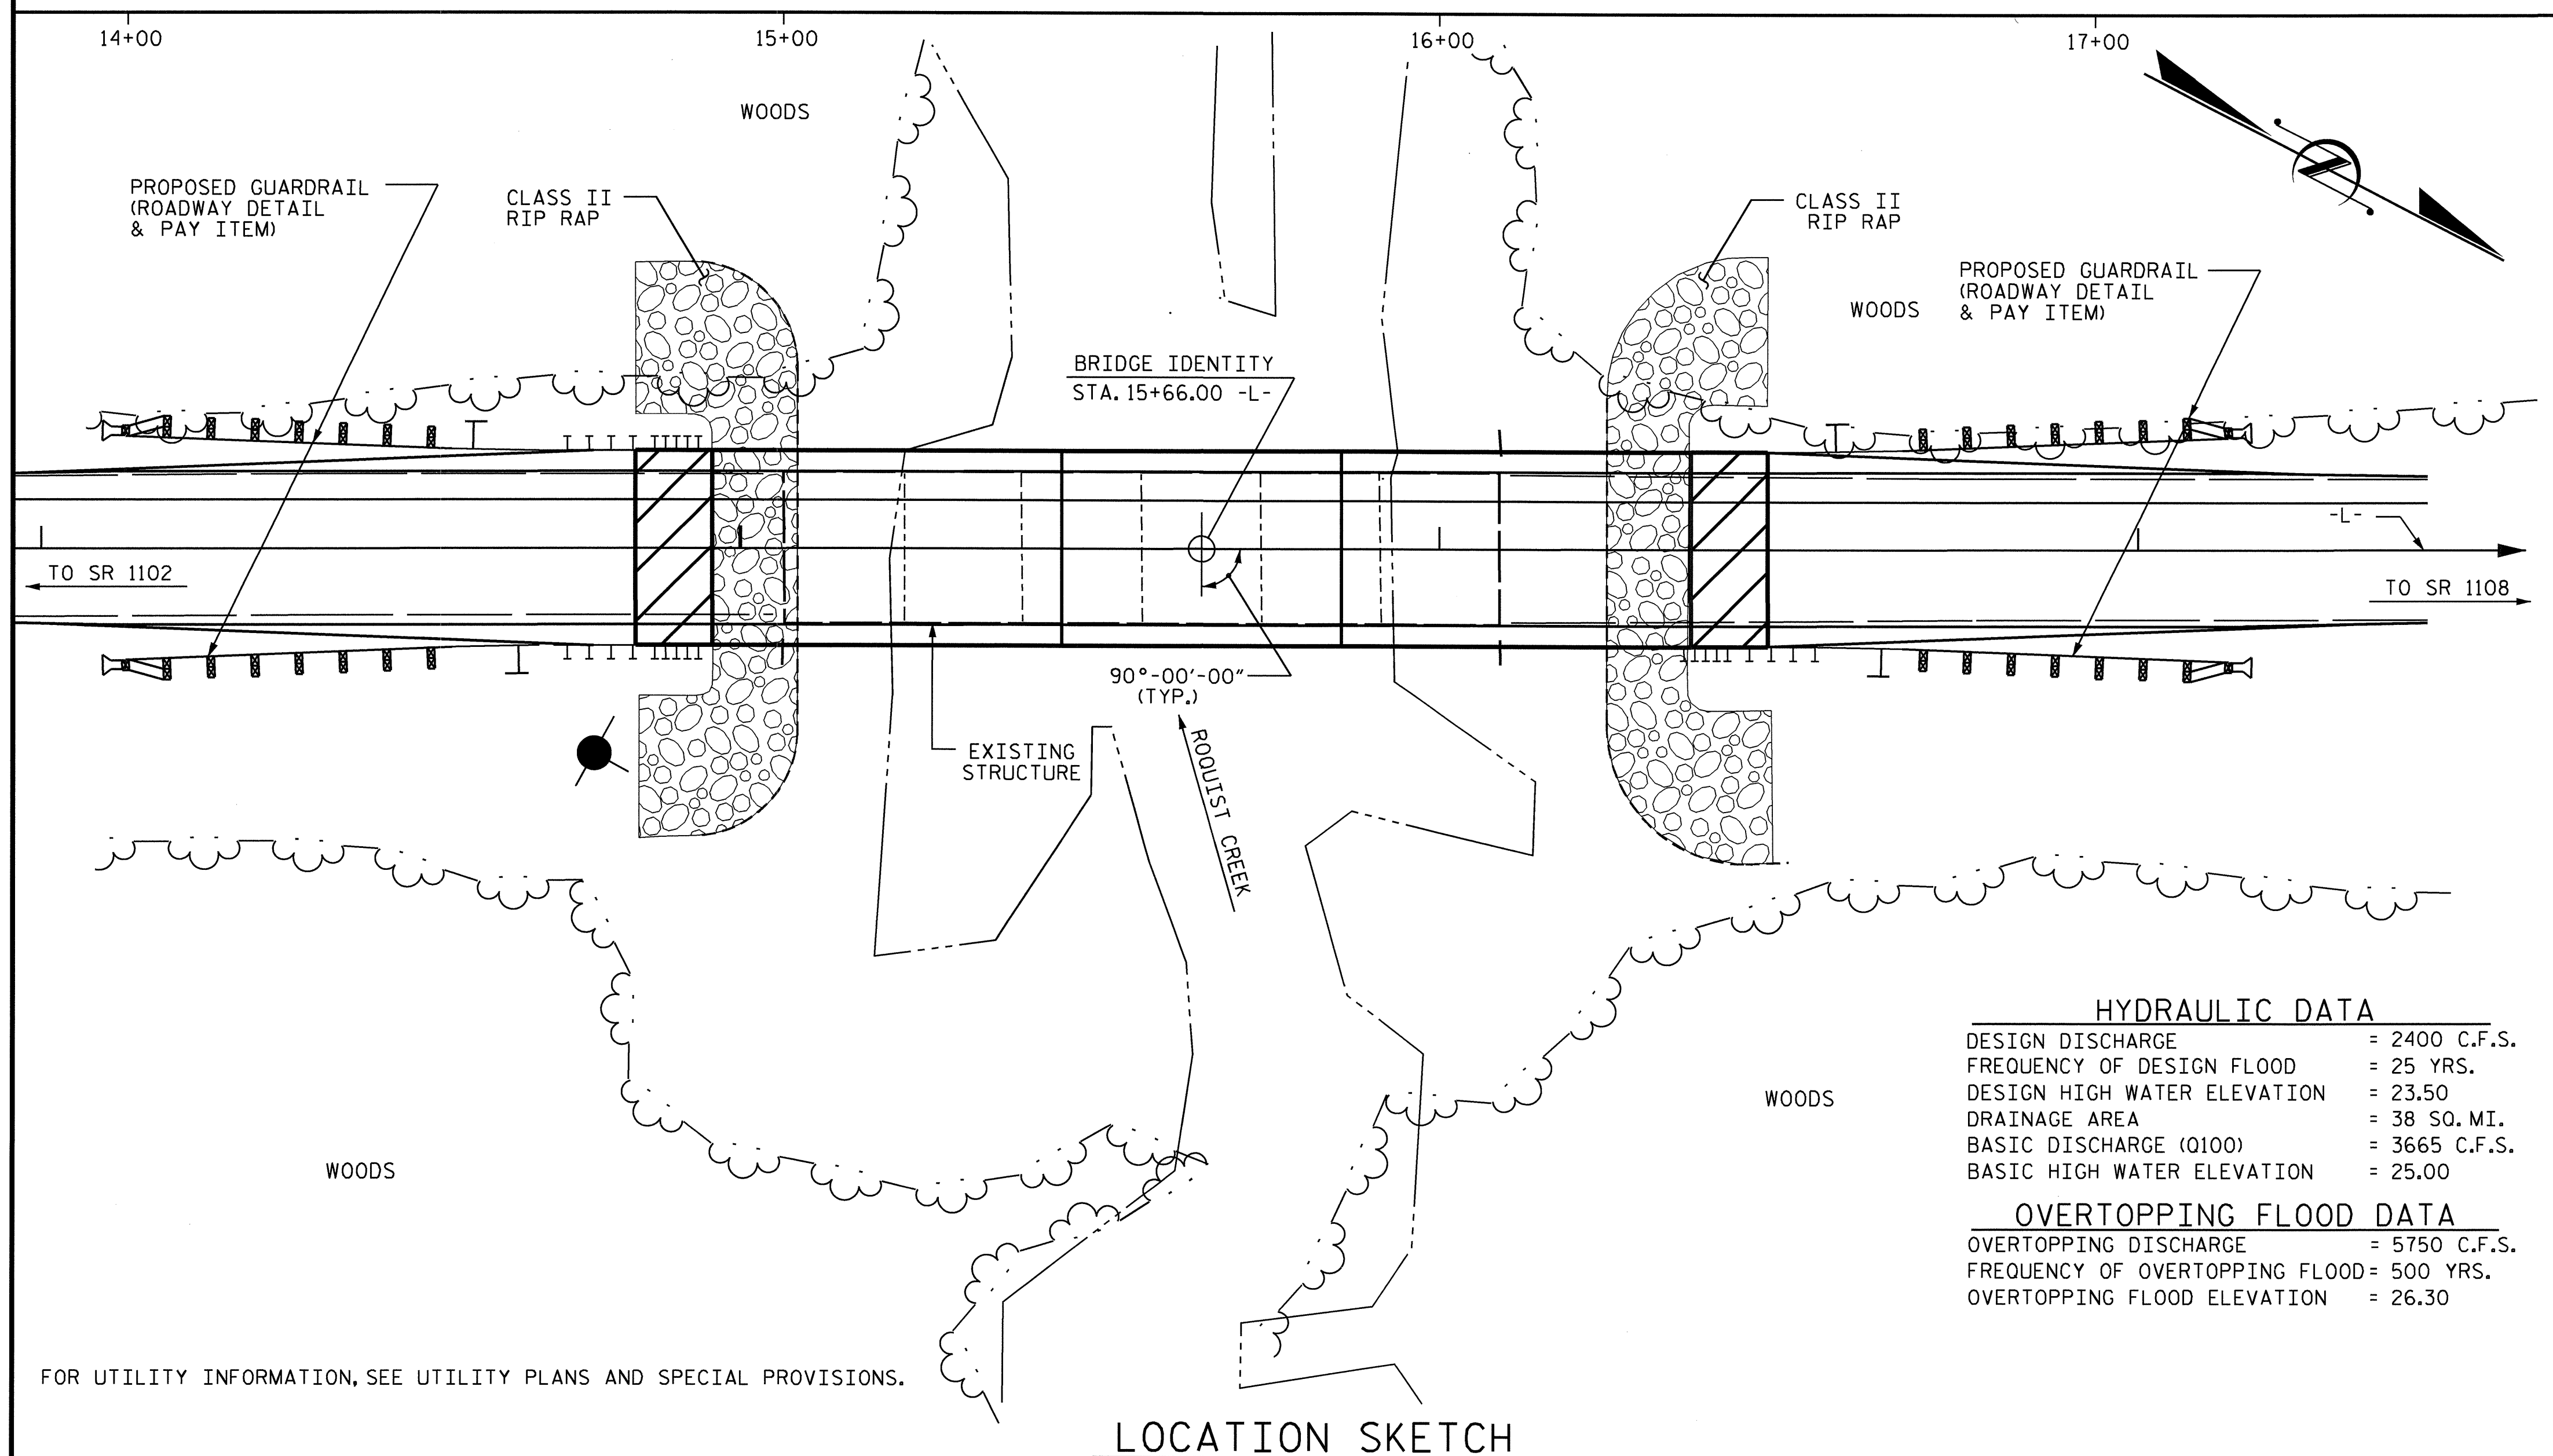 14+00
15+00
16+00
17+00
WOODS
PROPOSED GUARDRAIL
(ROADWAY DETAIL
& PAY ITEM)
CLASS II
RIP RAP
CLASS II
RIP RAP
PROPOSED GUARDRAIL
(ROADWAY DETAIL
& PAY ITEM)
WOODS
BRIDGE IDENTITY
STA. 15+66.00 -L-
-L-
TO SR 1102
TO SR 1108
90°-00'-00"
(TYP.)
EXISTING
STRUCTURE
ROQUIST CREEK
WOODS
WOODS
HYDRAULIC DATA
DESIGN DISCHARGE = 2400 C.F.S.
FREQUENCY OF DESIGN FLOOD = 25 YRS.
DESIGN HIGH WATER ELEVATION = 23.50
DRAINAGE AREA = 38 SQ. MI.
BASIC DISCHARGE (Q100) = 3665 C.F.S.
BASIC HIGH WATER ELEVATION = 25.00
OVERTOPPING FLOOD DATA
OVERTOPPING DISCHARGE = 5750 C.F.S.
FREQUENCY OF OVERTOPPING FLOOD = 500 YRS.
OVERTOPPING FLOOD ELEVATION = 26.30
FOR UTILITY INFORMATION, SEE UTILITY PLANS AND SPECIAL PROVISIONS.
LOCATION SKETCH